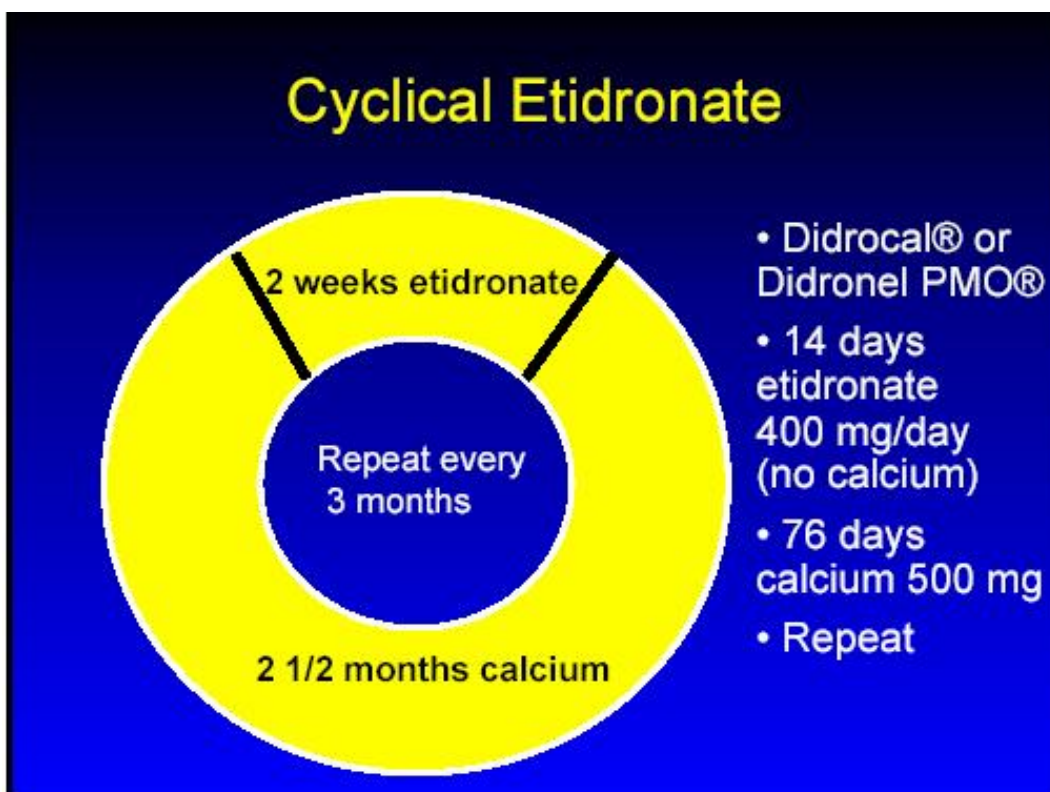 Cyclical Etidronate
2 weeks etidronate
Repeat every
3 months
2 1/2 months calcium
• Didrocal® or
Didronel PMO®
• 14 days
etidronate
400 mg/day
(no calcium)
• 76 days
calcium 500 mg
• Repeat